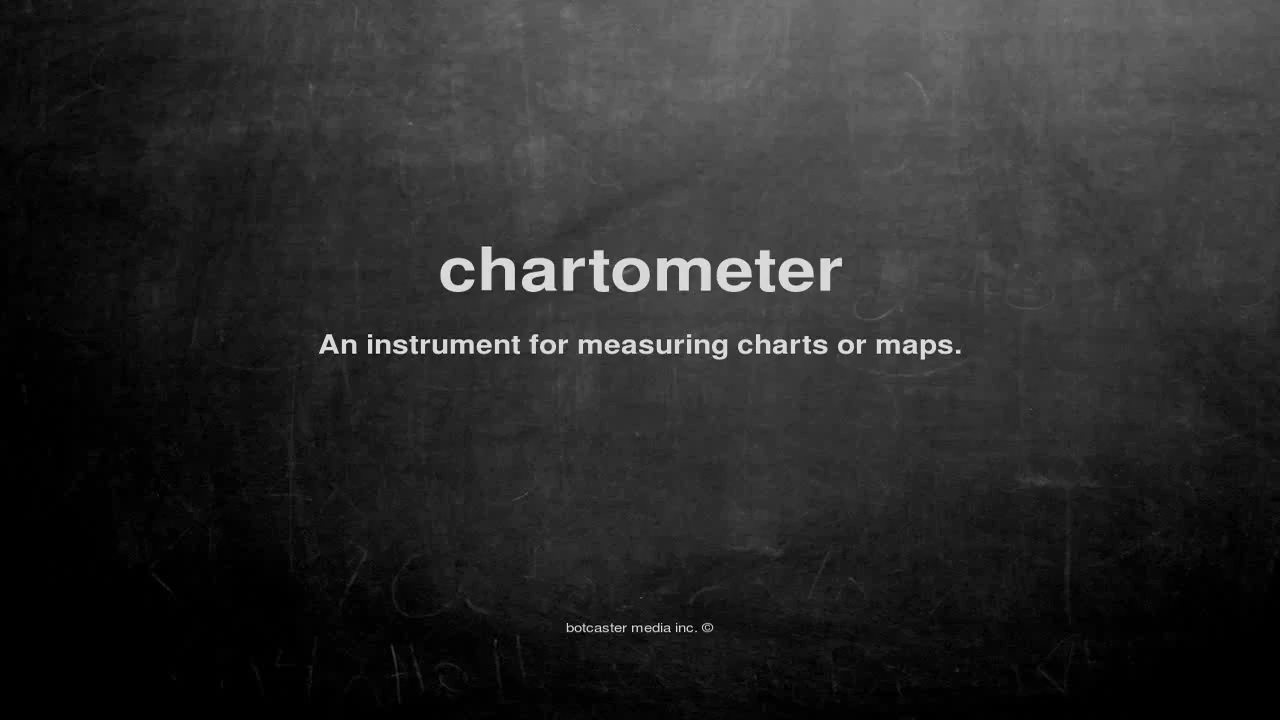 chartometer
An instrument for measuring charts or maps.
botcaster media inc. ©